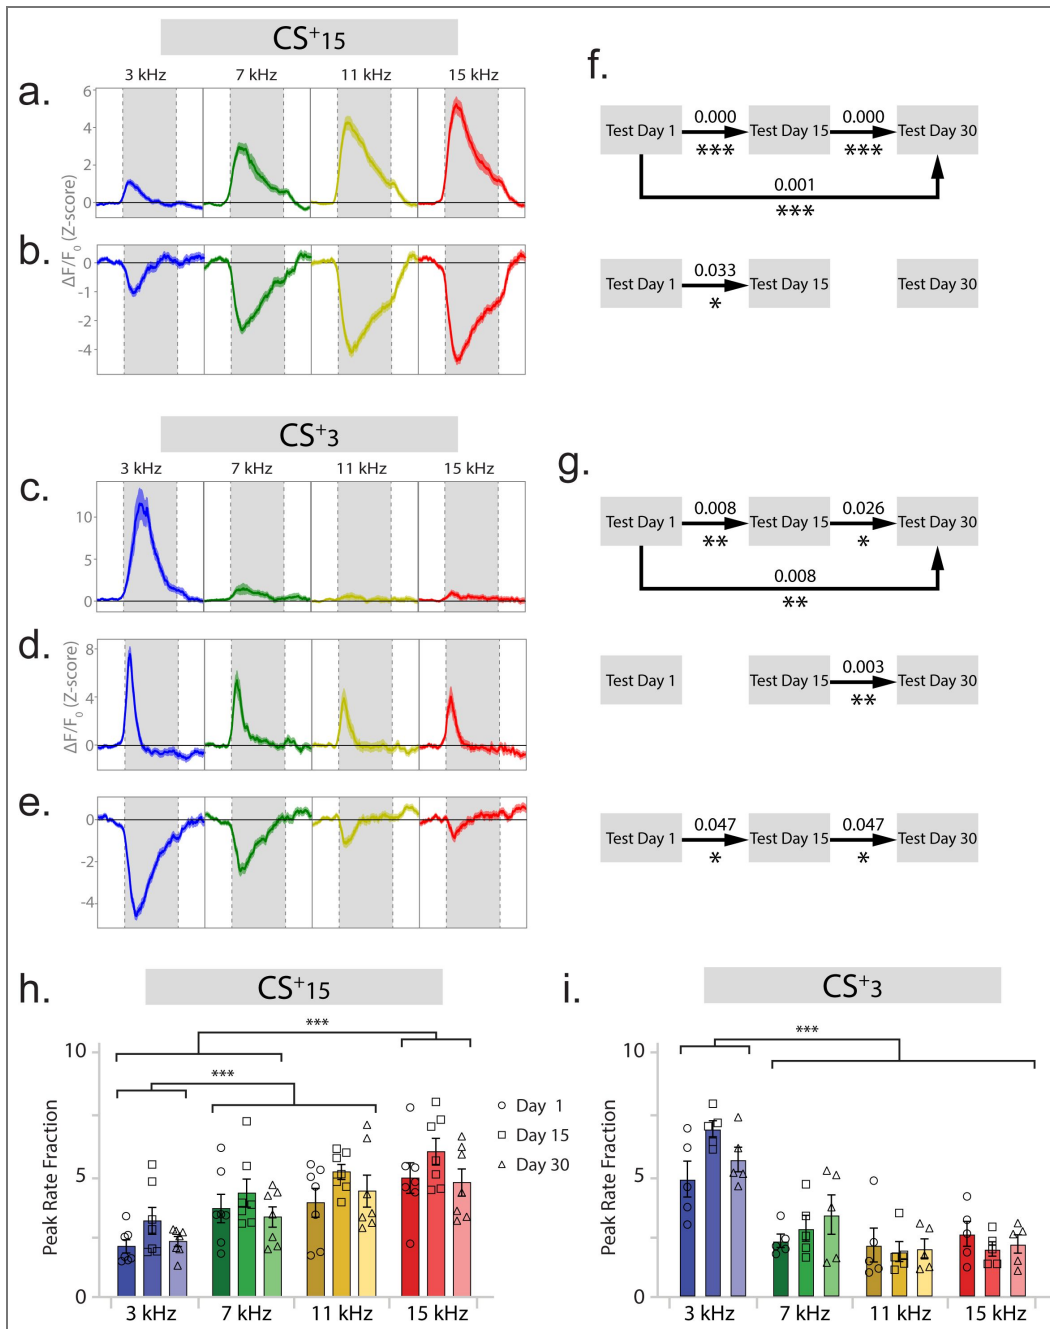 CS+15
3 kHz 7 kHz 11 kHz 15 kHz
a.
6
4
2
0
b.
0
-1
-2
-4
ΔF/F0 (Z-score)
f.
Test Day 1 0.000 Test Day 15 0.000 Test Day 30
*** ***
0.001
***
Test Day 1 0.033 Test Day 15 Test Day 30
*
CS+3
3 kHz 7 kHz 11 kHz 15 kHz
c.
10
5
0
d.
8
4
0
ΔF/F0 (Z-score)
e.
0
-2
-4
g.
Test Day 1 0.008 Test Day 15 0.026 Test Day 30
** *
0.008
**
Test Day 1 Test Day 15 0.003 Test Day 30
**
Test Day 1 0.047 Test Day 15 0.047 Test Day 30
* *
h.
CS+15
***
***
10
5
0
Peak Rate Fraction
3 kHz 7 kHz 11 kHz 15 kHz
Day 1
Day 15
Day 30
i.
CS+3
***
10
5
0
Peak Rate Fraction
3 kHz 7 kHz 11 kHz 15 kHz